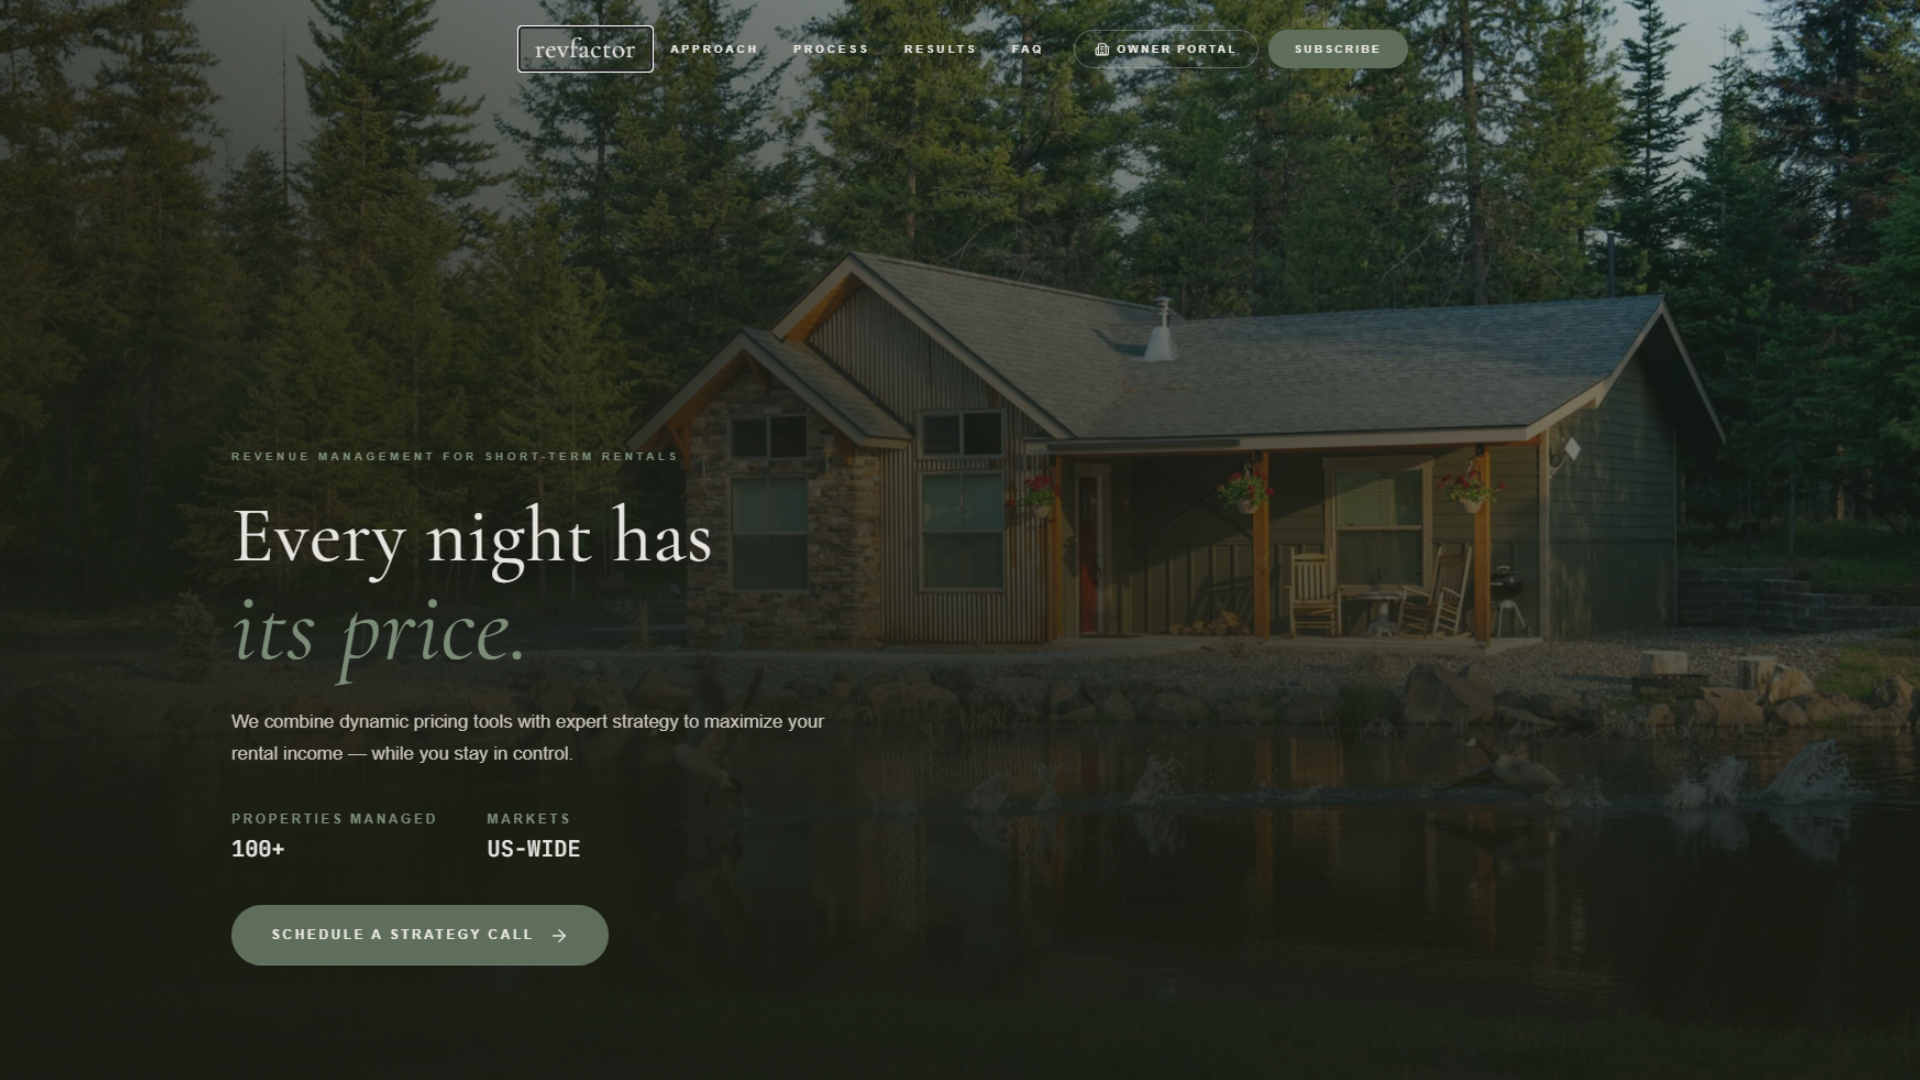 revfactor
APPROACH
PROCESS
RESULTS
FAQ
OWNER PORTAL
SUBSCRIBE
REVENUE MANAGEMENT FOR SHORT-TERM RENTALS
Every night has
its price.
We combine dynamic pricing tools with expert strategy to maximize your
rental income — while you stay in control.
PROPERTIES MANAGED
100+
MARKETS
US-WIDE
SCHEDULE A STRATEGY CALL